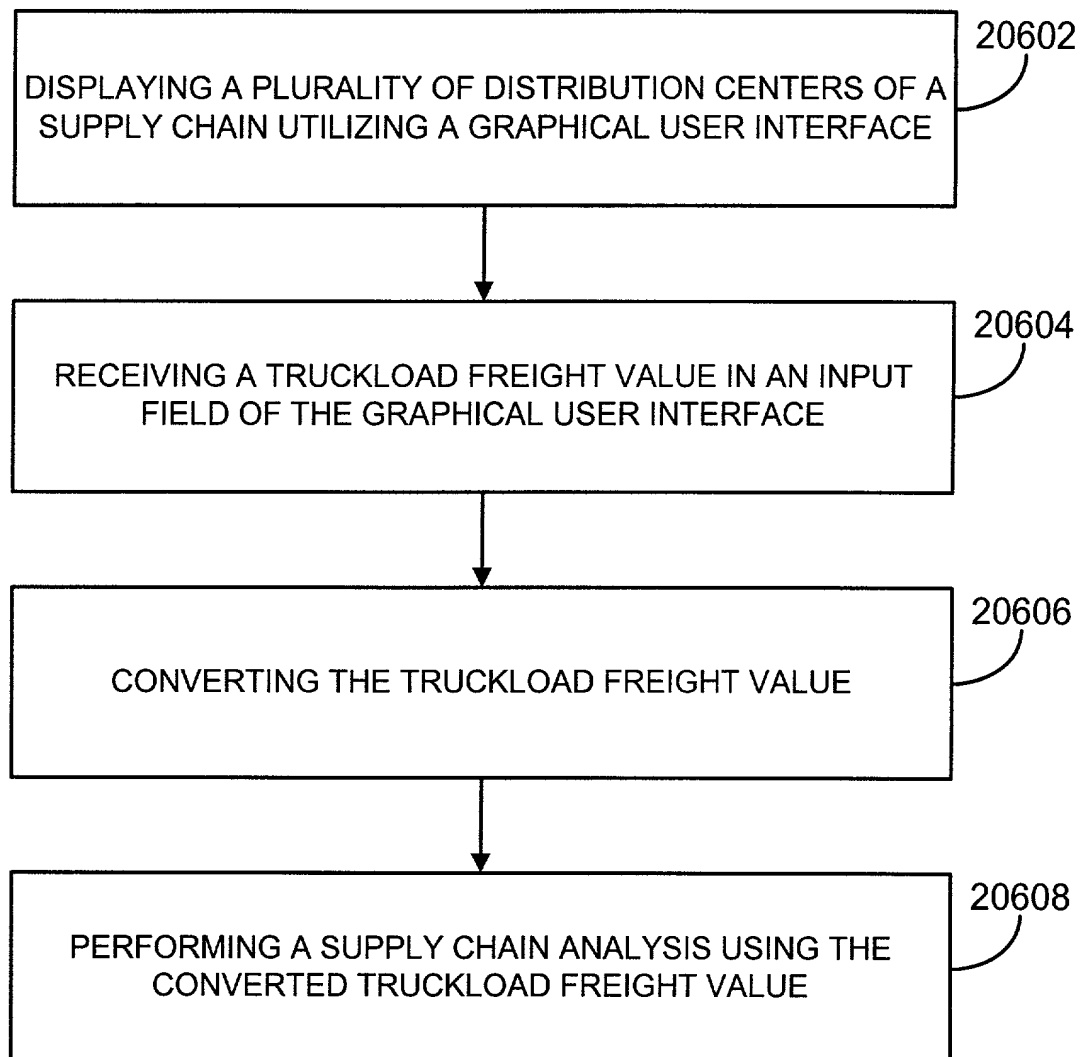 20602
DISPLAYING A PLURALITY OF DISTRIBUTION CENTERS OF A
SUPPLY CHAIN UTILIZING A GRAPHICAL USER INTERFACE
20604
RECEIVING A TRUCKLOAD FREIGHT VALUE IN AN INPUT
FIELD OF THE GRAPHICAL USER INTERFACE
20606
CONVERTING THE TRUCKLOAD FREIGHT VALUE
20608
PERFORMING A SUPPLY CHAIN ANALYSIS USING THE
CONVERTED TRUCKLOAD FREIGHT VALUE